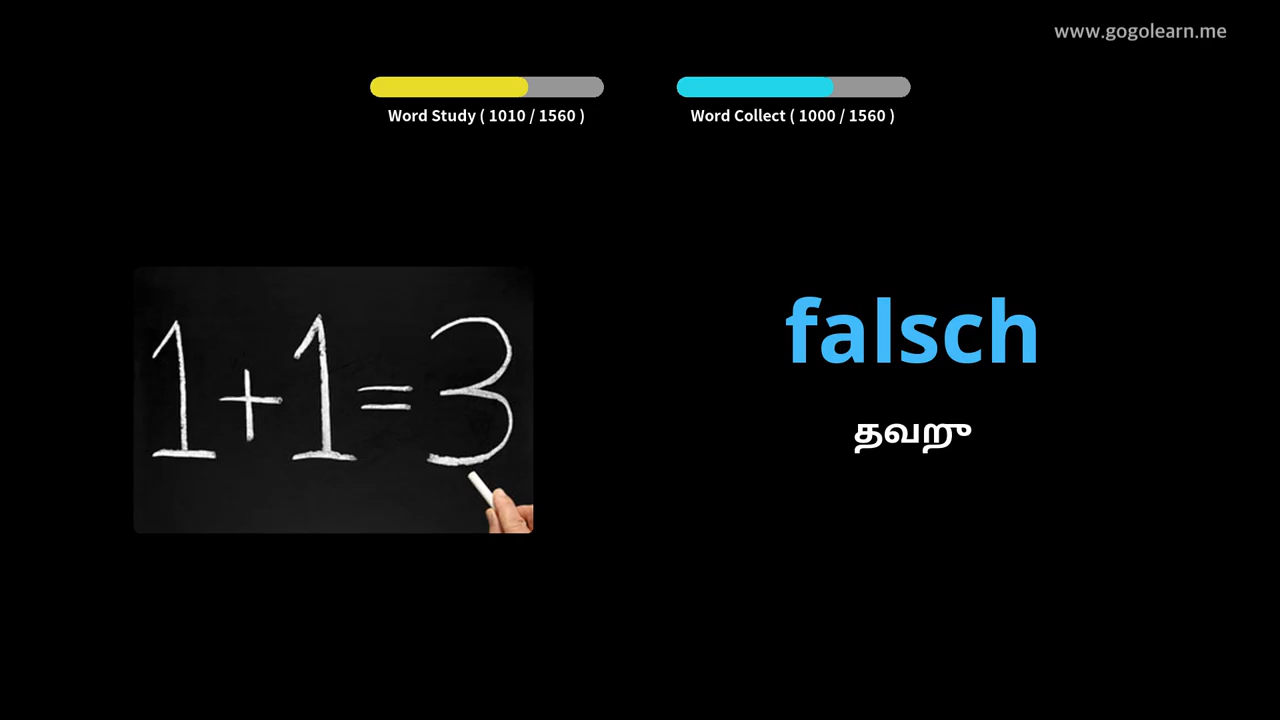 www.gogolearn.me
Word Study ( 1010 / 1560 )
Word Collect ( 1000 / 1560 )
1+1=3
falsch
தவறு